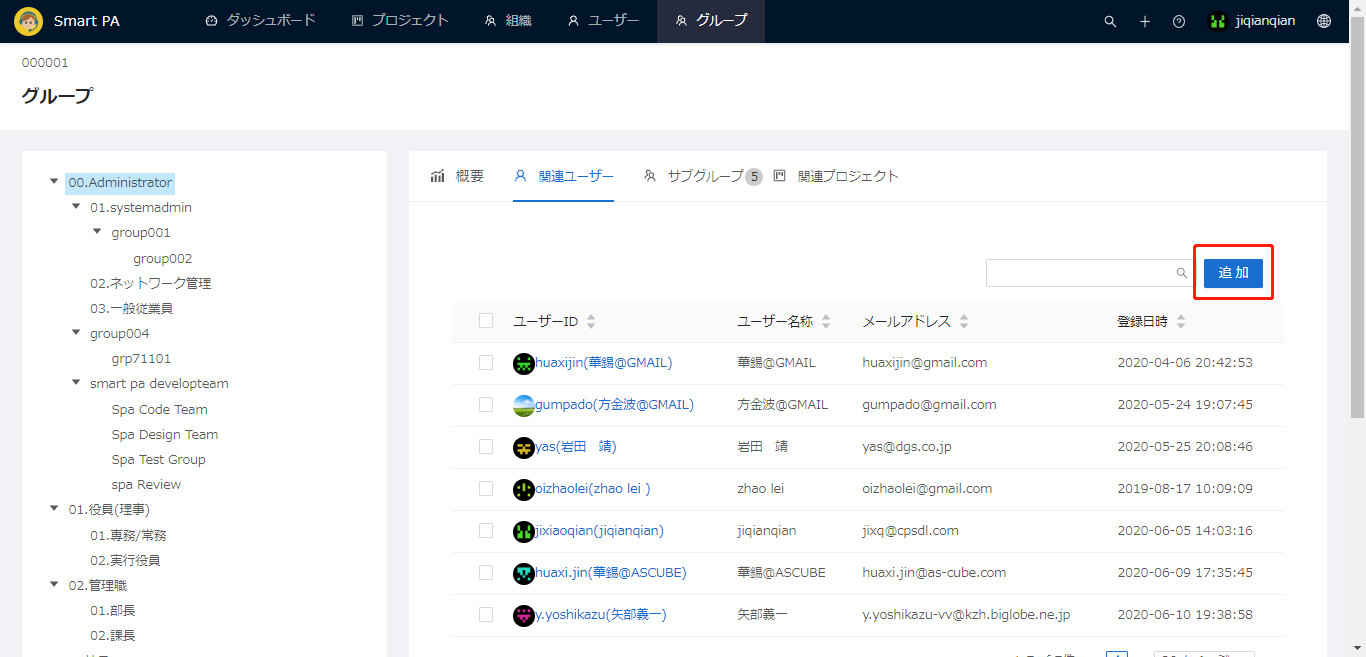 Smart PA ダッシュボード プロジェクト 組織 ユーザー グループ jiqianqian
000001
グループ
00.Administrator
01.systemadmin
group001
group002
02.ネットワーク管理
03.一般従業員
group004
grp71101
smart pa developteam
Spa Code Team
Spa Design Team
Spa Test Group
spa Review
01.役員(理事)
01.専務/常務
02.実行役員
02.管理職
01.部長
02.課長
概要 関連ユーザー サブグループ 5 関連プロジェクト
追加
ユーザーID ユーザー名称 メールアドレス 登録日時
huaxijin(華錫@GMAIL) 華錫@GMAIL huaxijin@gmail.com 2020-04-06 20:42:53
gumpado(方金波@GMAIL) 方金波@GMAIL gumpado@gmail.com 2020-05-24 19:07:45
yas(岩田 靖) 岩田 靖 yas@dgs.co.jp 2020-05-25 20:08:46
oizhaolei(zhao lei ) zhao lei oizhaolei@gmail.com 2019-08-17 10:09:09
jixiaoqian(jiqianqian) jiqianqian jixq@cpsdl.com 2020-06-05 14:03:16
huaxi.jin(華錫@ASCUBE) 華錫@ASCUBE huaxi.jin@as-cube.com 2020-06-09 17:35:45
y.yoshikazu(矢部義一) 矢部義一 y.yoshikazu-vv@kzh.biglobe.ne.jp 2020-06-10 19:38:58